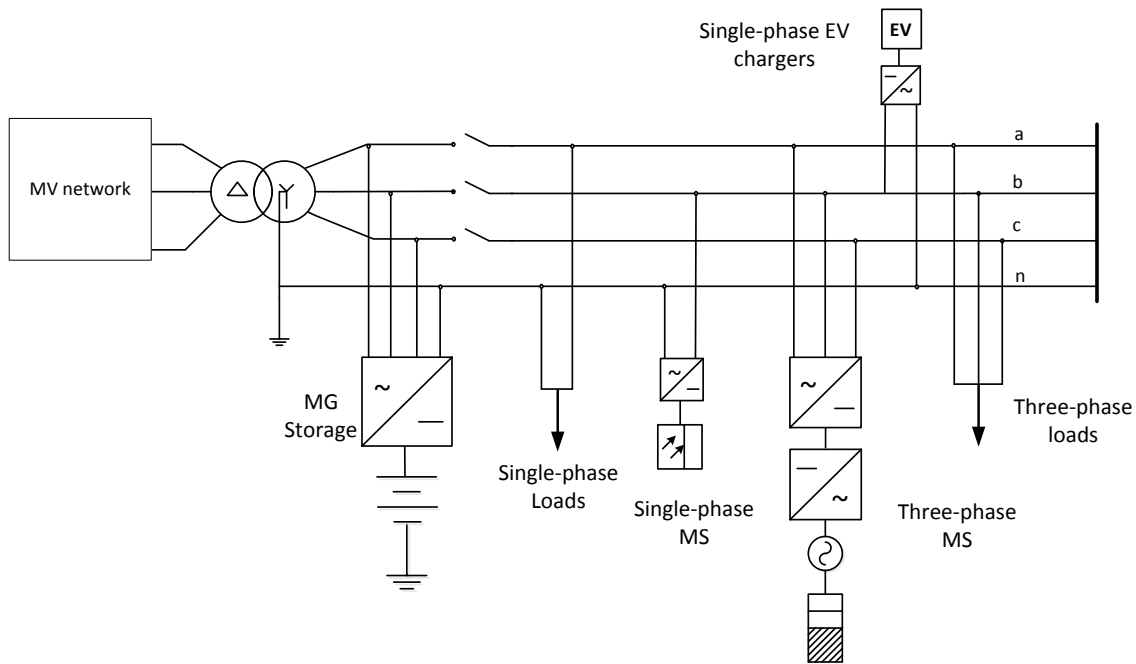 Single-phase EV
chargers
EV
MV network
a
b
c
n
MG
Storage
Single-phase
Loads
Single-phase
MS
Three-phase
MS
Three-phase
loads